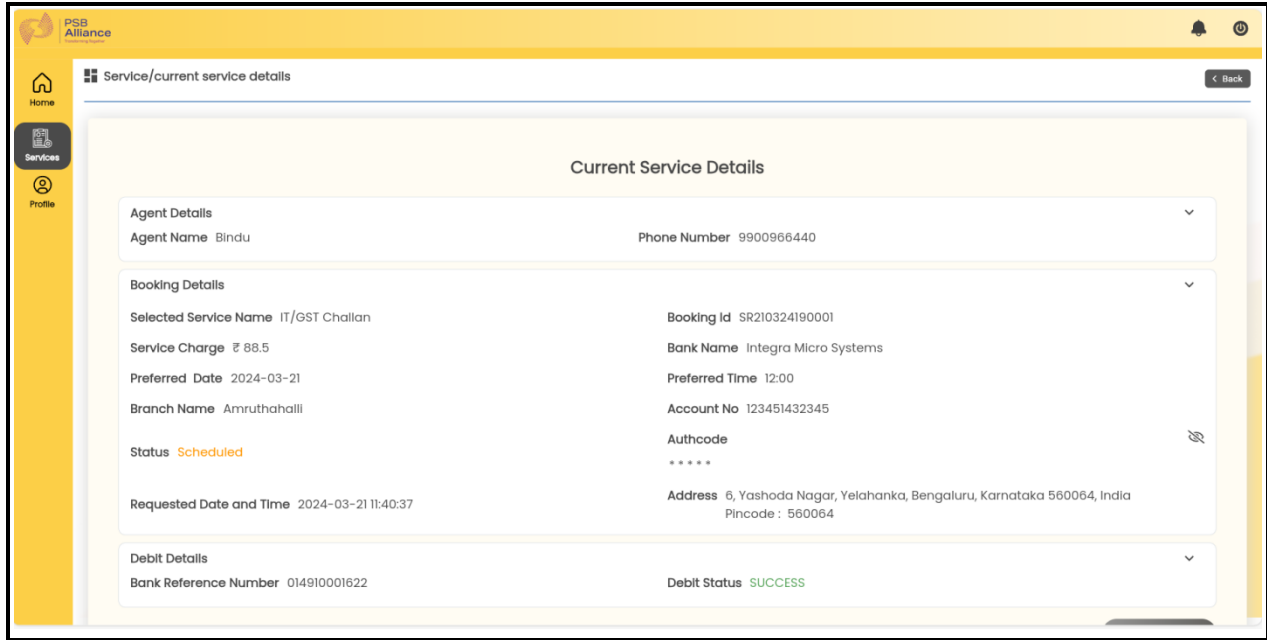 PSB
Alliance
Service/current service details
< Back
Home
Services
Profile
Current Service Details
Agent Details
Agent Name Bindu Phone Number 9900966440
Booking Details
Selected Service Name IT/GST Challan Booking Id SR210324190001
Service Charge ₹ 88.5 Bank Name Integra Micro Systems
Preferred Date 2024-03-21 Preferred Time 12:00
Branch Name Amruthahalli Account No 123451432345
Status Scheduled Authcode
*****
Requested Date and Time 2024-03-21 11:40:37 Address 6, Yashoda Nagar, Yelahanka, Bengaluru, Karnataka 560064, India
Pincode : 560064
Debit Details
Bank Reference Number 014910001622 Debit Status SUCCESS